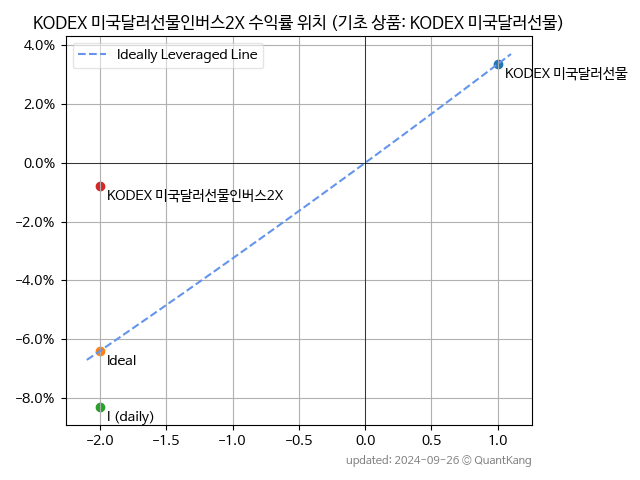 KODEX 미국달러선물인버스2X 수익률 위치 (기초 상품: KODEX 미국달러선물)
4.0%
2.0%
0.0%
−2.0%
−4.0%
−6.0%
−8.0%
Ideally Leveraged Line
KODEX 미국달러선물
KODEX 미국달러선물인버스2X
Ideal
I (daily)
−2.0 −1.5 −1.0 −0.5 0.0 0.5 1.0
updated: 2024-09-26 © QuantKang